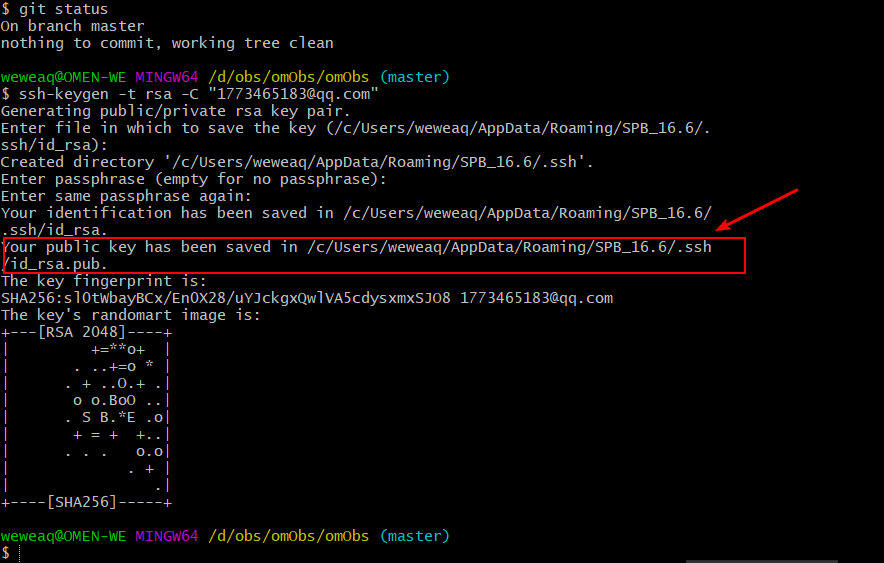 $ git status
On branch master
nothing to commit, working tree clean
weweaq@OMEN-WE MINGW64 /d/obs/omObs/omObs (master)
$ ssh-keygen -t rsa -C "1773465183@qq.com"
Generating public/private rsa key pair.
Enter file in which to save the key (/c/Users/weweaq/AppData/Roaming/SPB_16.6/.
ssh/id_rsa):
Created directory '/c/Users/weweaq/AppData/Roaming/SPB_16.6/.ssh'.
Enter passphrase (empty for no passphrase):
Enter same passphrase again:
Your identification has been saved in /c/Users/weweaq/AppData/Roaming/SPB_16.6/
.ssh/id_rsa.
Your public key has been saved in /c/Users/weweaq/AppData/Roaming/SPB_16.6/.ssh
/id_rsa.pub.
The key fingerprint is:
SHA256:slOtWbayBCx/EnOX28/uYJckgxQwlVA5cdysxmxSJO8 1773465183@qq.com
The key's randomart image is:
+---[RSA 2048]----+
|         +=**o+  |
|       . ..+=o * |
|      . + ..O.+ .|
|       o o.BoO ..|
|      . S B.*E .o|
|       + = +  +..|
|      . . .   o.o|
|             . + |
|                .|
+----[SHA256]-----+
weweaq@OMEN-WE MINGW64 /d/obs/omObs/omObs (master)
$